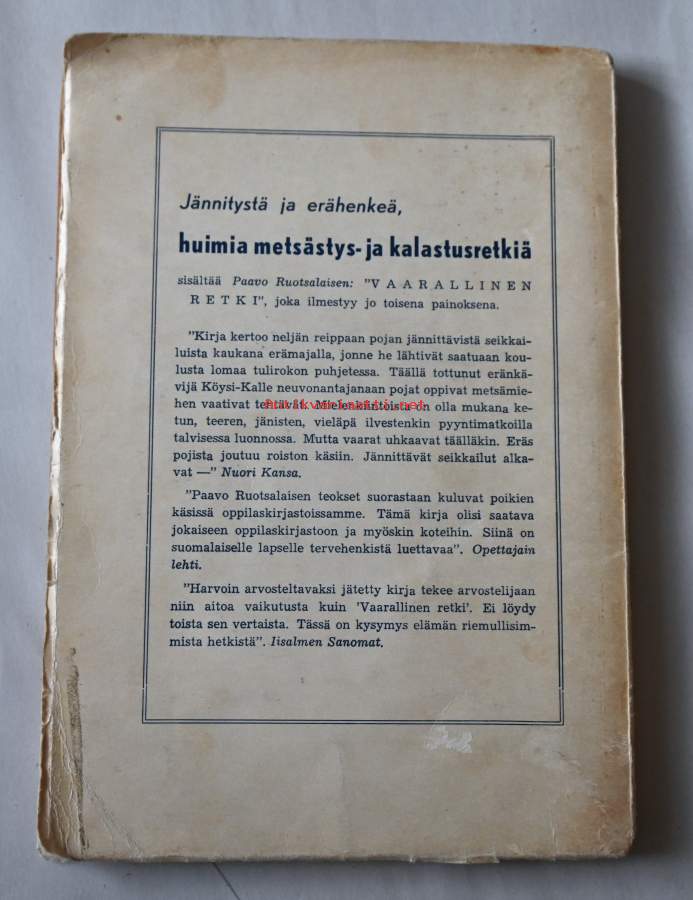 Jännitystä ja erähenkeä,
huimia metsästys- ja kalastusretkiä
sisältää Paavo Ruotsalaisen: "VAARALLINEN
RETKI", joka ilmestyy jo toisena painoksena.
"Kirja kertoo neljän reippaan pojan jännittävistä seikkai-
luista kaukana erämajalla, jonne he lähtivät saatuaan kou-
lusta lomaa tulirokon puhjetessa. Täällä tottunut eränkä-
vijä Köysi-Kalle neuvonantajanaan pojat oppivat metsämie-
hen vaativat tehtävät. Mielenkiintoista on olla mukana ke-
tun, teeren, jänisten, vieläpä ilvestenkin pyyntimatkoilla
talvisessa luonnossa. Mutta vaarat uhkaavat täälläkin. Eräs
pojista joutuu roiston käsiin. Jännittävät seikkailut alka-
vat —" Nuori Kansa.
"Paavo Ruotsalaisen teokset suorastaan kuluvat poikien
käsissä oppilaskirjastoissamme. Tämä kirja olisi saatava
jokaiseen oppilaskirjastoon ja myöskin koteihin. Siinä on
suomalaiselle lapselle tervehenkistä luettavaa". Opettajain
lehti.
"Harvoin arvosteltavaksi jätetty kirja tekee arvostelijaan
niin aitoa vaikutusta kuin 'Vaarallinen retki'. Ei löydy
toista sen vertaista. Tässä on kysymys elämän riemullisim-
mista hetkistä". Iisalmen Sanomat.